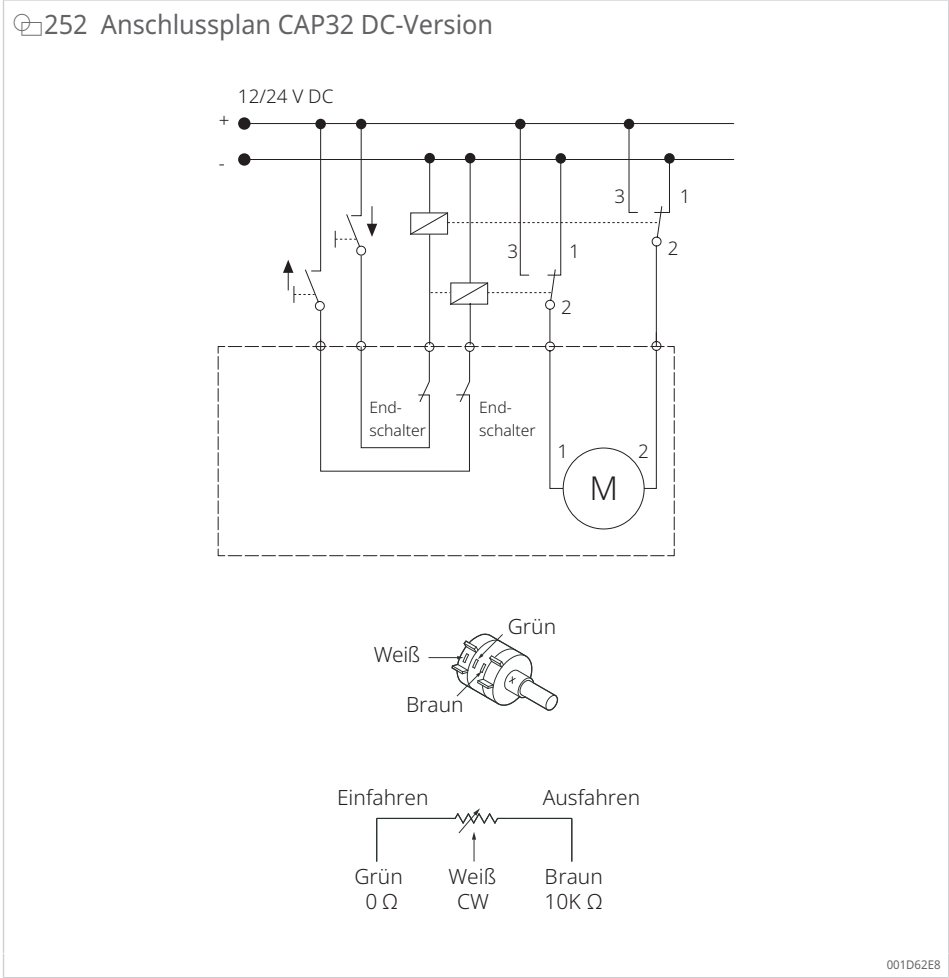 252 Anschlussplan CAP32 DC-Version
12/24 V DC
+
-
3
1
2
3
1
2
End-
schalter
End-
schalter
1
2
M
Grün
Weiß
Braun
x
Einfahren
Ausfahren
Grün
0 Ω
Weiß
CW
Braun
10K Ω
001D62E8